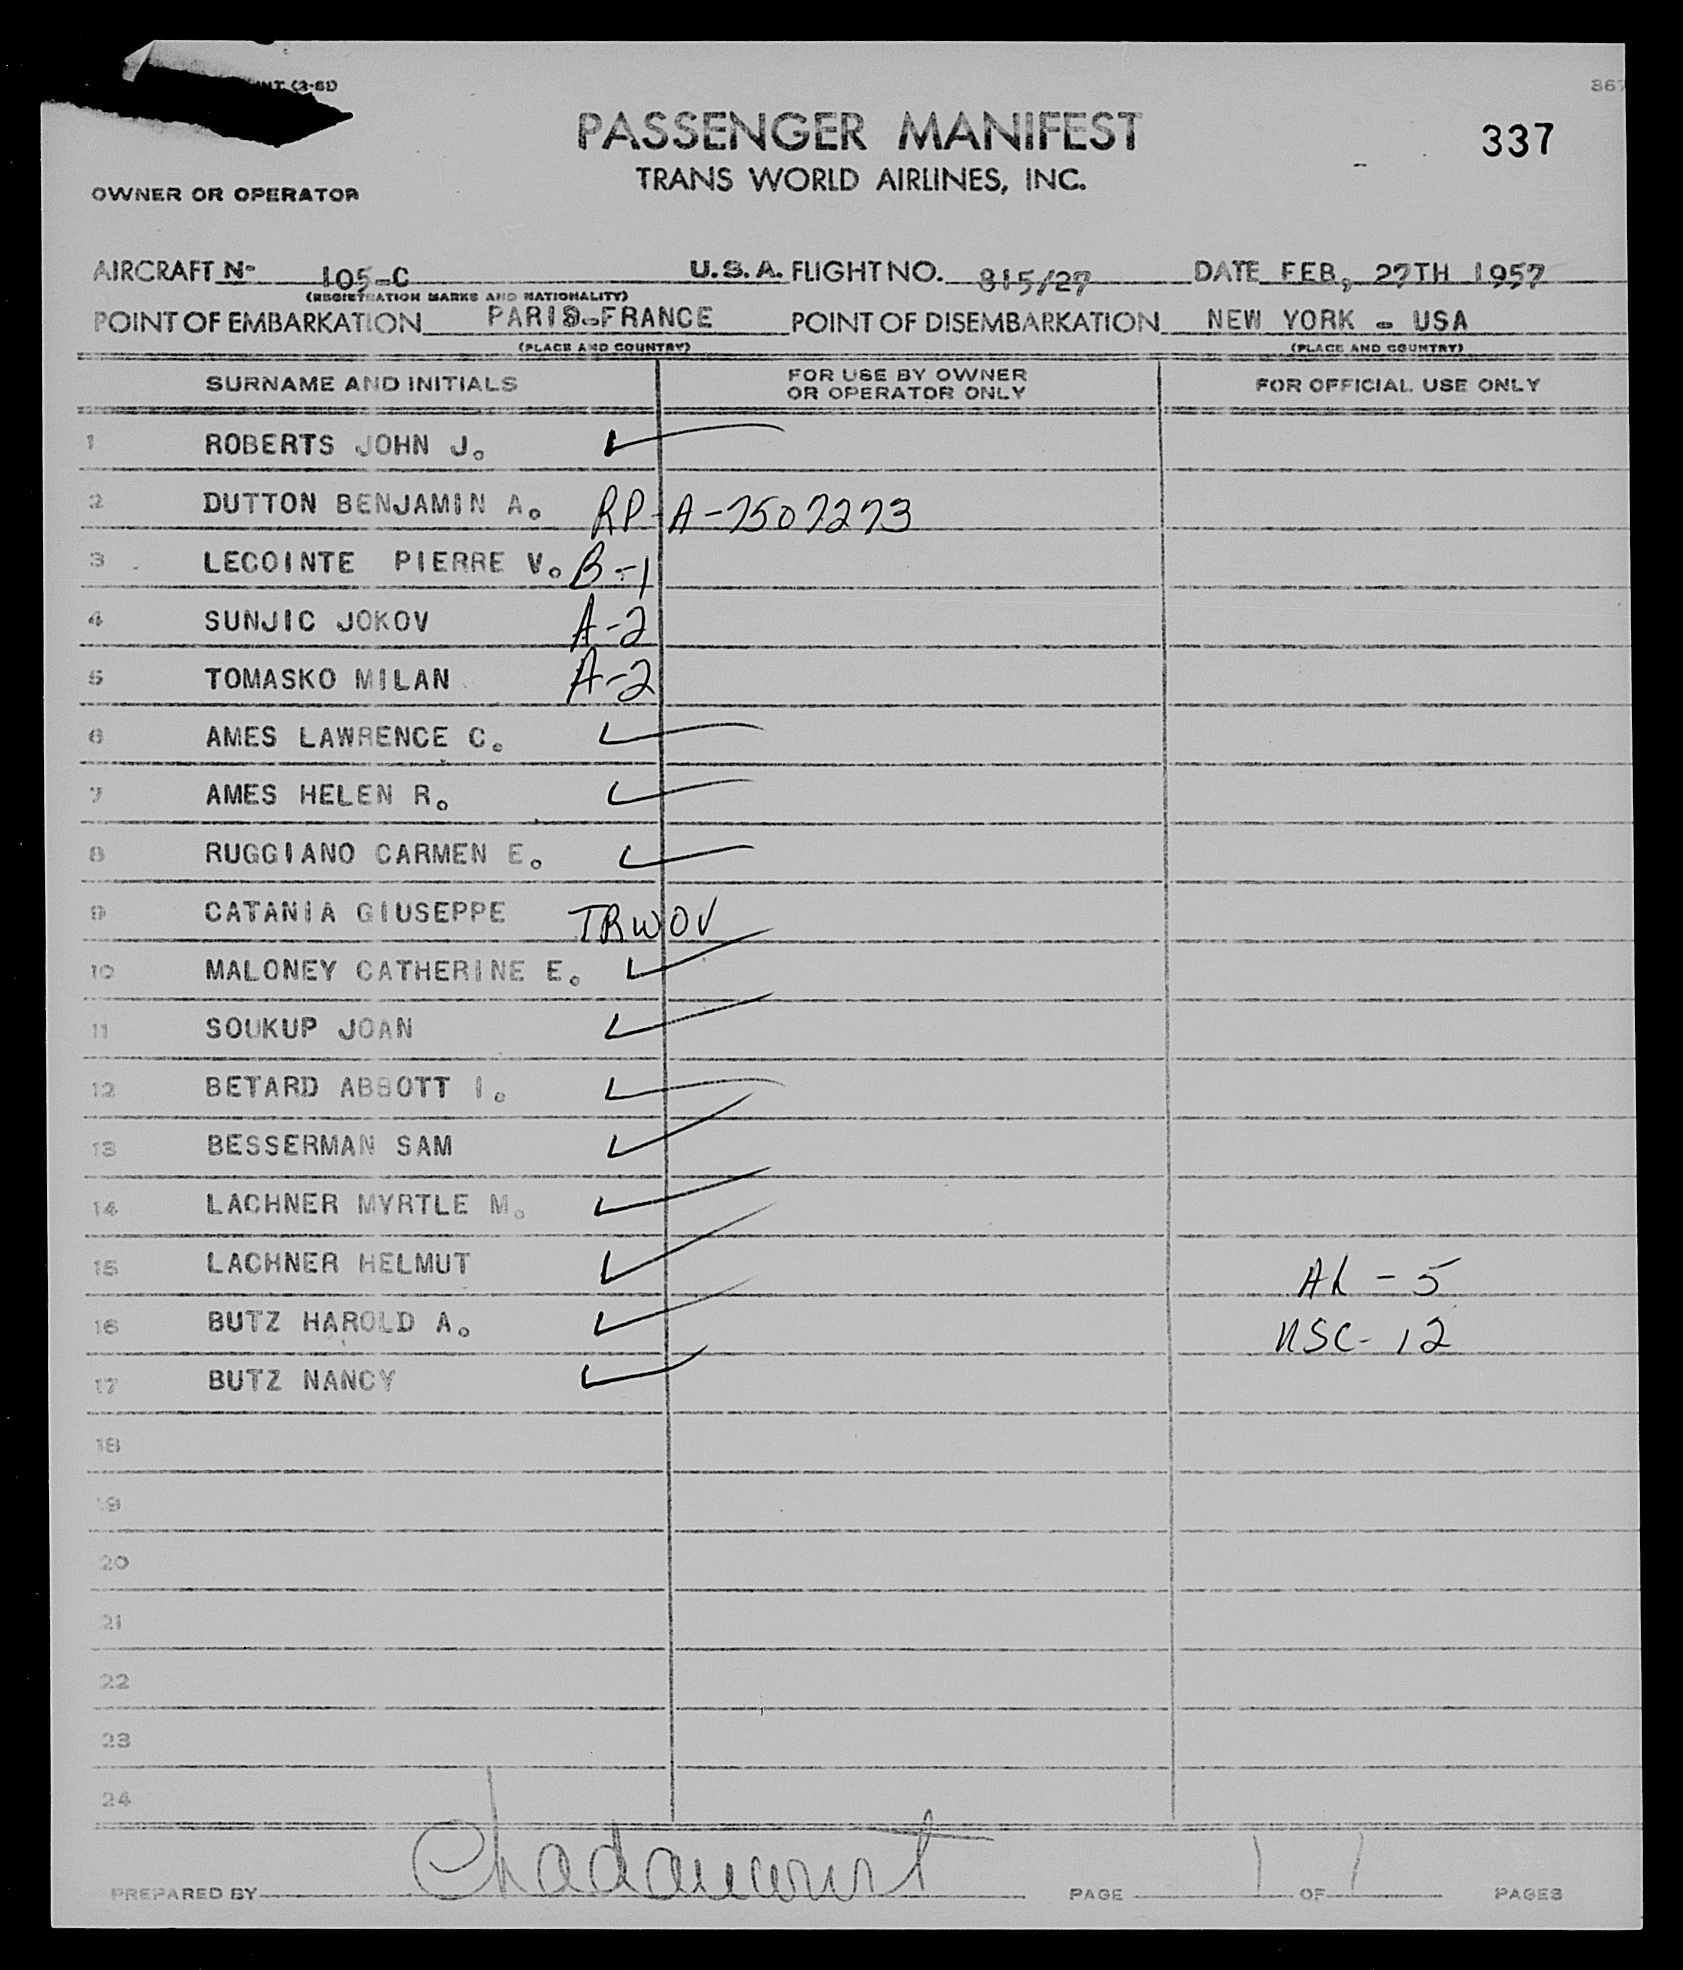 NT. (3-51)
367
PASSENGER MANIFEST
337
TRANS WORLD AIRLINES, INC.
OWNER OR OPERATOR
AIRCRAFT Nº 105-C U.S.A. FLIGHT NO. 815/27 DATE FEB, 27TH 1957
(REGISTRATION MARKS AND NATIONALITY)
POINT OF EMBARKATION PARIS-FRANCE POINT OF DISEMBARKATION NEW YORK - USA
(PLACE AND COUNTRY) (PLACE AND COUNTRY)
SURNAME AND INITIALS FOR USE BY OWNER OR OPERATOR ONLY FOR OFFICIAL USE ONLY
1 ROBERTS JOHN J. ✓
2 DUTTON BENJAMIN A. RP A-7507273
3 LECOINTE PIERRE V. B-1
4 SUNJIC JOKOV A-2
5 TOMASKO MILAN A-2
6 AMES LAWRENCE C. ✓
7 AMES HELEN R. ✓
8 RUGGIANO CARMEN E. ✓
9 CATANIA GIUSEPPE TRWOV
10 MALONEY CATHERINE E. ✓
11 SOUKUP JOAN ✓
12 BETARD ABBOTT I. ✓
13 BESSERMAN SAM ✓
14 LACHNER MYRTLE M. ✓
15 LACHNER HELMUT ✓ AL - 5
16 BUTZ HAROLD A. ✓ USC- 12
17 BUTZ NANCY ✓
18
19
20
21
22
23
24
PREPARED BY PAGE 1 OF 1 PAGES